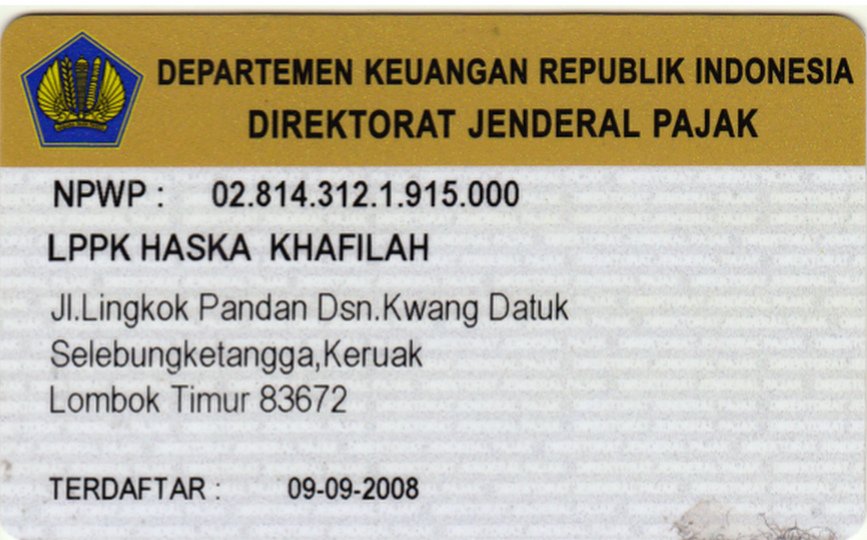 DEPARTEMEN KEUANGAN REPUBLIK INDONESIA
DIREKTORAT JENDERAL PAJAK
NPWP : 02.814.312.1.915.000
LPPK HASKA KHAFILAH
Jl.Lingkok Pandan Dsn.Kwang Datuk
Selebungketangga,Keruak
Lombok Timur 83672
TERDAFTAR : 09-09-2008